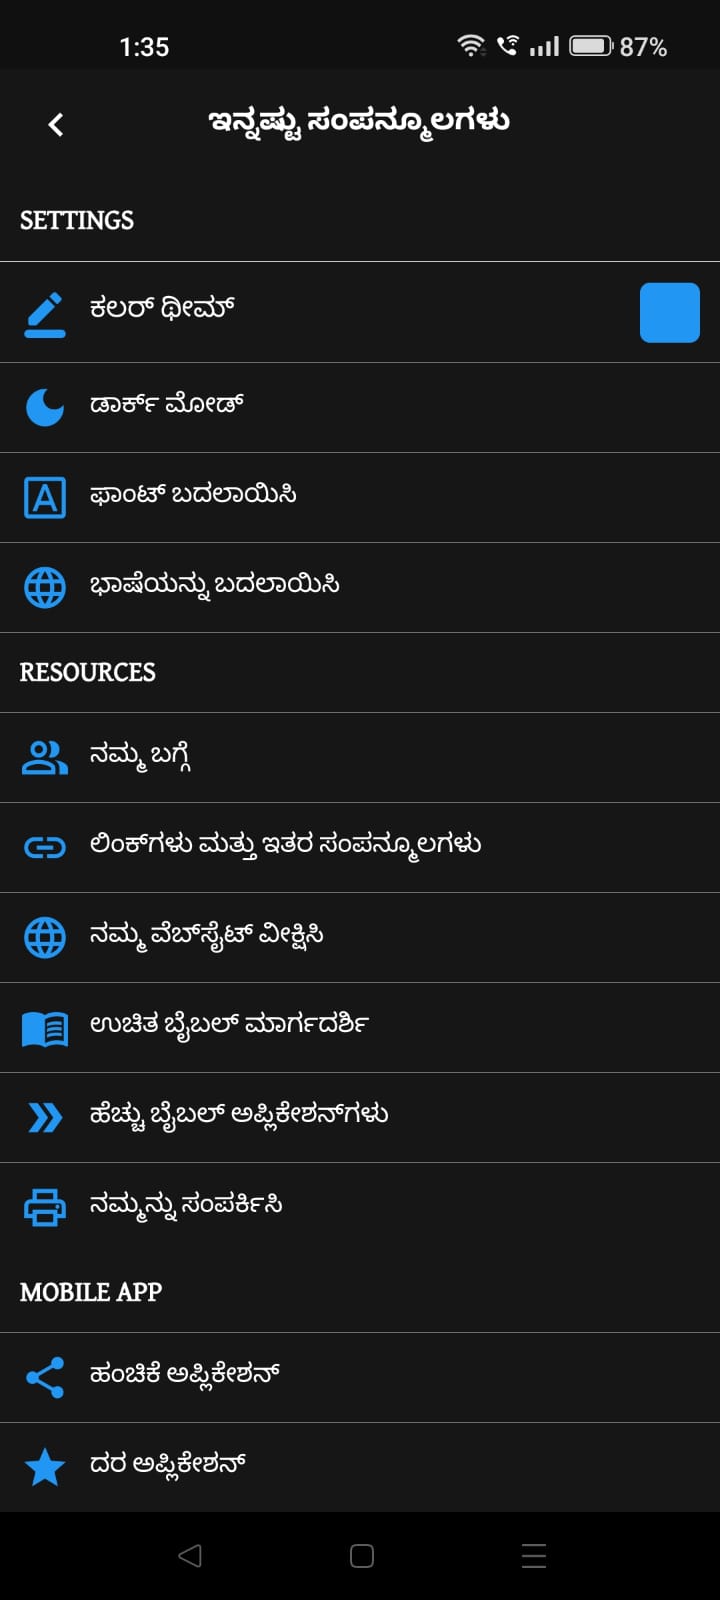 1:35
87%
ಇನ್ನಷ್ಟು ಸಂಪನ್ಮೂಲಗಳು
SETTINGS
ಕಲರ್ ಥೀಮ್
ಡಾರ್ಕ್ ಮೋಡ್
ಫಾಂಟ್ ಬದಲಾಯಿಸಿ
ಭಾಷೆಯನ್ನು ಬದಲಾಯಿಸಿ
RESOURCES
ನಮ್ಮ ಬಗ್ಗೆ
ಲಿಂಕ್‌ಗಳು ಮತ್ತು ಇತರ ಸಂಪನ್ಮೂಲಗಳು
ನಮ್ಮ ವೆಬ್‌ಸೈಟ್ ವೀಕ್ಷಿಸಿ
ಉಚಿತ ಬೈಬಲ್ ಮಾರ್ಗದರ್ಶಿ
ಹೆಚ್ಚು ಬೈಬಲ್ ಅಪ್ಲಿಕೇಶನ್‌ಗಳು
ನಮ್ಮನ್ನು ಸಂಪರ್ಕಿಸಿ
MOBILE APP
ಹಂಚಿಕೆ ಅಪ್ಲಿಕೇಶನ್
ದರ ಅಪ್ಲಿಕೇಶನ್